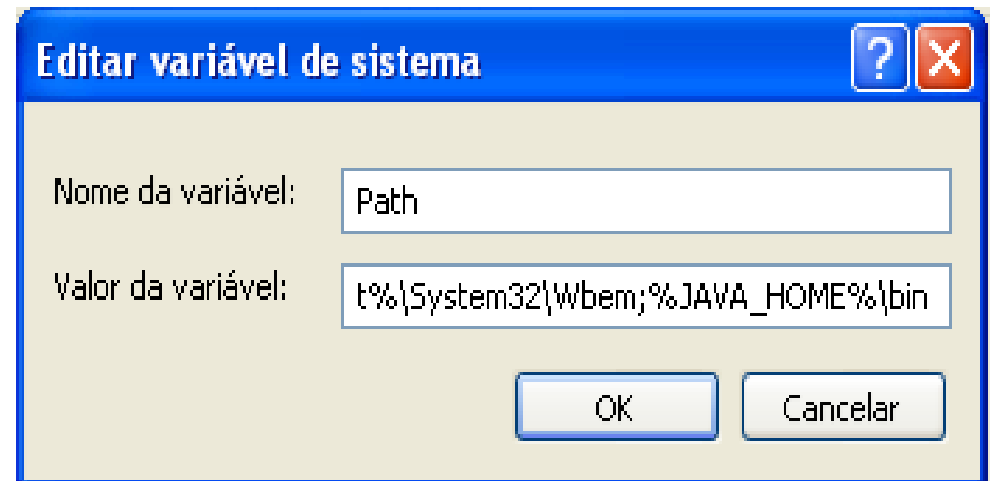 Editar variável de sistema
Nome da variável: Path
Valor da variável: t%\System32\Wbem;%JAVA_HOME%\bin
OK Cancelar